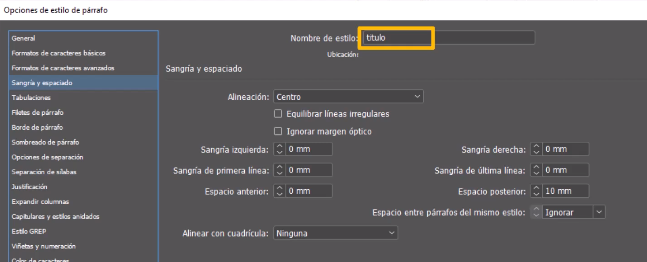 Opciones de estilo de párrafo
General
Formatos de caracteres básicos
Formatos de caracteres avanzados
Sangría y espaciado
Tabulaciones
Filetes de párrafo
Borde de párrafo
Sombreado de párrafo
Opciones de separación
Separación de sílabas
Justificación
Expandir columnas
Capitulares y estilos anidados
Estilo GREP
Viñetas y numeración
Color de caracteres
Nombre de estilo: titulo
Ubicación:
Sangría y espaciado
Alineación: Centro
Equilibrar líneas irregulares
Ignorar margen óptico
Sangría izquierda: 0 mm Sangría derecha: 0 mm
Sangría de primera línea: 0 mm Sangría de última línea: 0 mm
Espacio anterior: 0 mm Espacio posterior: 10 mm
Espacio entre párrafos del mismo estilo: Ignorar
Alinear con cuadrícula: Ninguna